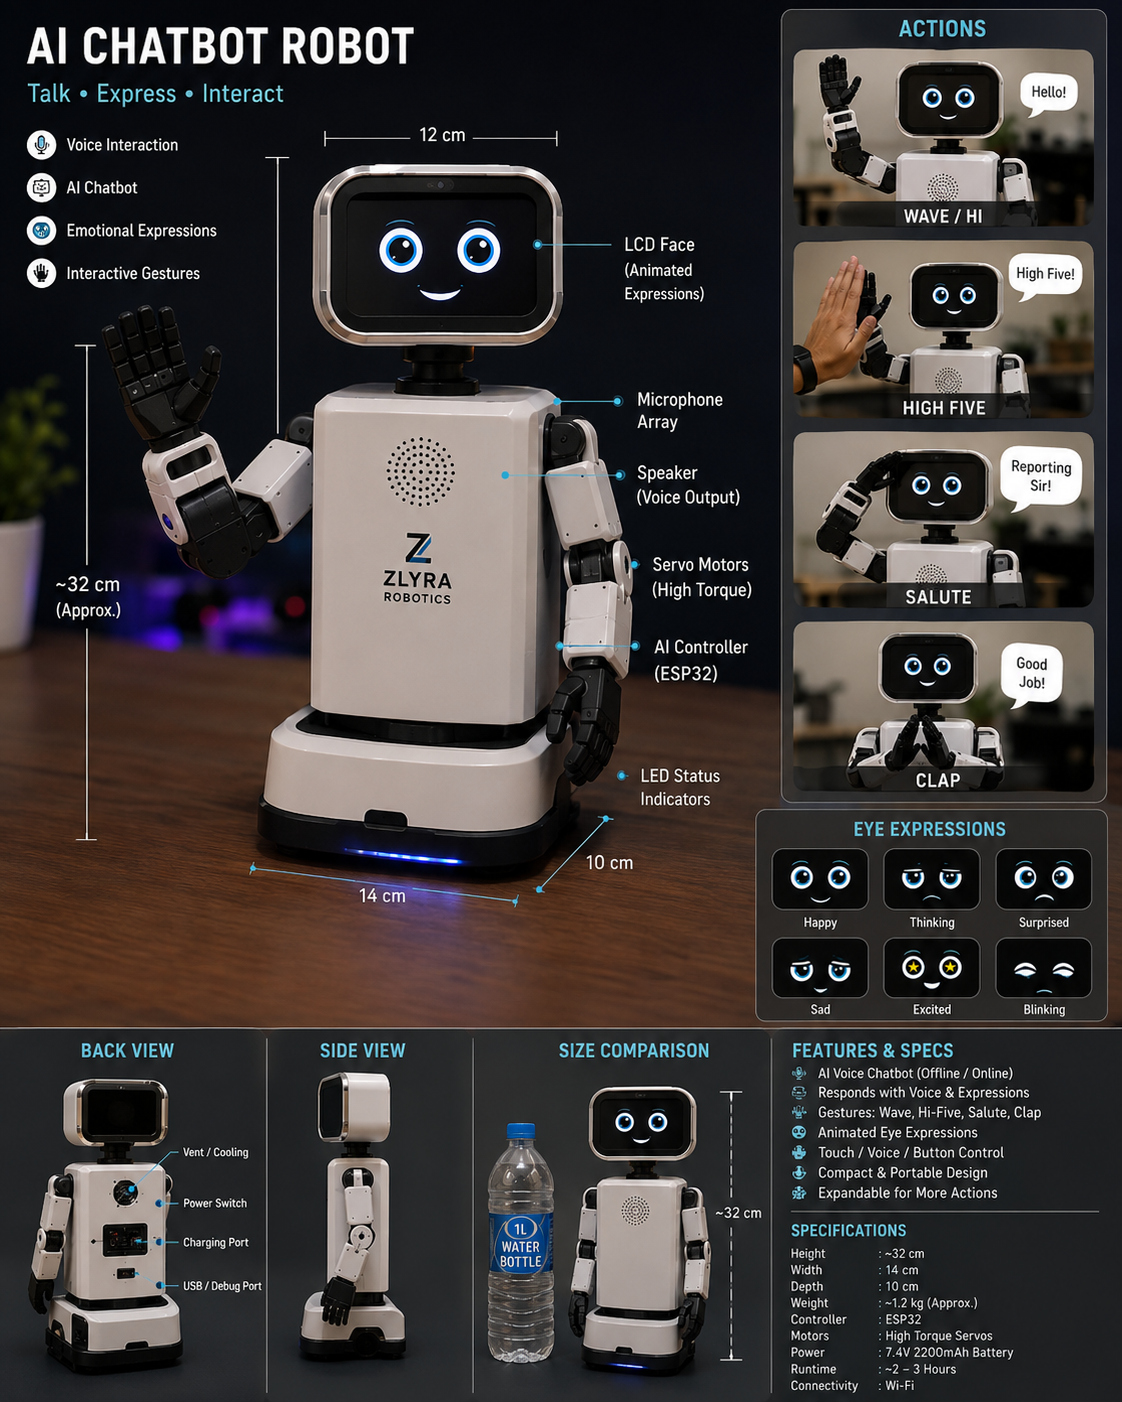 AI CHATBOT ROBOT
Talk • Express • Interact
Voice Interaction
AI Chatbot
Emotional Expressions
Interactive Gestures
12 cm
~32 cm
(Approx.)
LCD Face
(Animated
Expressions)
Microphone
Array
Speaker
(Voice Output)
Servo Motors
(High Torque)
AI Controller
(ESP32)
LED Status
Indicators
Z
ZLYRA
ROBOTICS
10 cm
14 cm
ACTIONS
Hello!
WAVE / HI
High Five!
HIGH FIVE
Reporting
Sir!
SALUTE
Good
Job!
CLAP
EYE EXPRESSIONS
Happy
Thinking
Surprised
Sad
Excited
Blinking
BACK VIEW
Vent / Cooling
Power Switch
Charging Port
USB / Debug Port
SIDE VIEW
SIZE COMPARISON
1L
WATER
BOTTLE
~32 cm
FEATURES & SPECS
AI Voice Chatbot (Offline / Online)
Responds with Voice & Expressions
Gestures: Wave, Hi-Five, Salute, Clap
Animated Eye Expressions
Touch / Voice / Button Control
Compact & Portable Design
Expandable for More Actions
SPECIFICATIONS
Height : ~32 cm
Width : 14 cm
Depth : 10 cm
Weight : ~1.2 kg (Approx.)
Controller : ESP32
Motors : High Torque Servos
Power : 7.4V 2200mAh Battery
Runtime : ~2 – 3 Hours
Connectivity : Wi-Fi